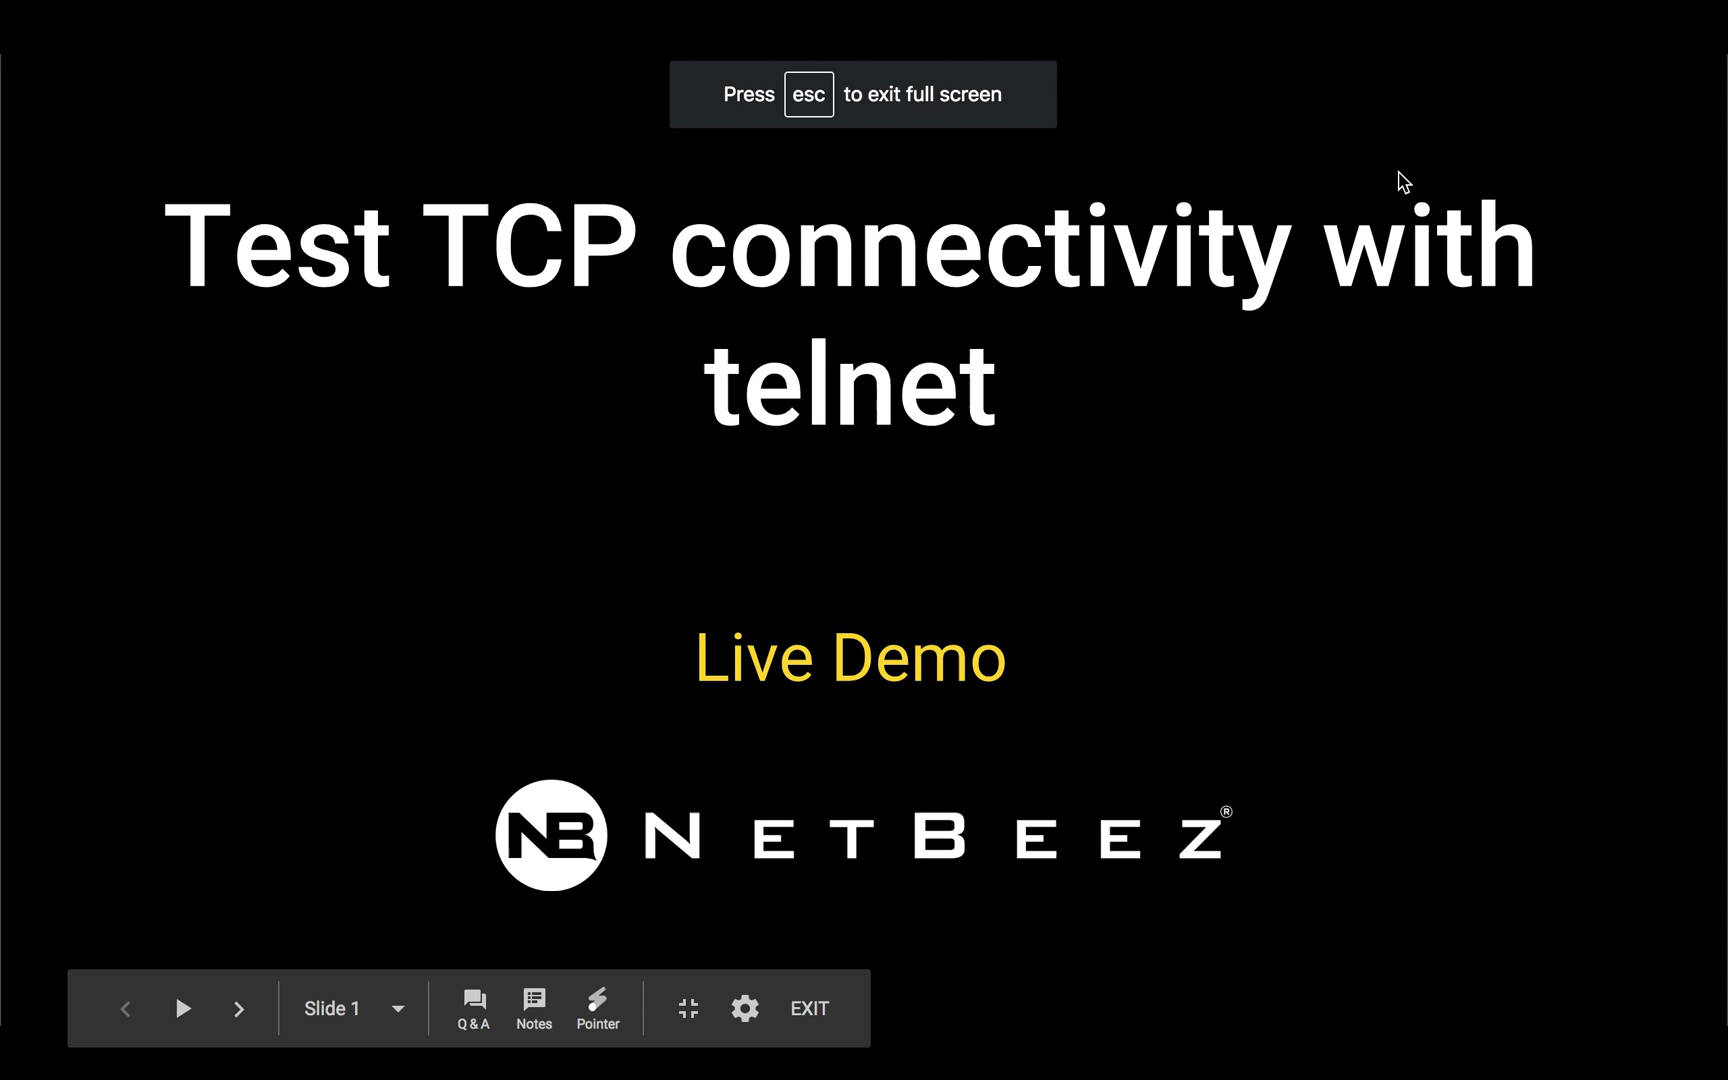 Press esc to exit full screen
Test TCP connectivity with
telnet
Live Demo
NB NETBEEZ®
Slide 1
Q & A Notes Pointer
EXIT